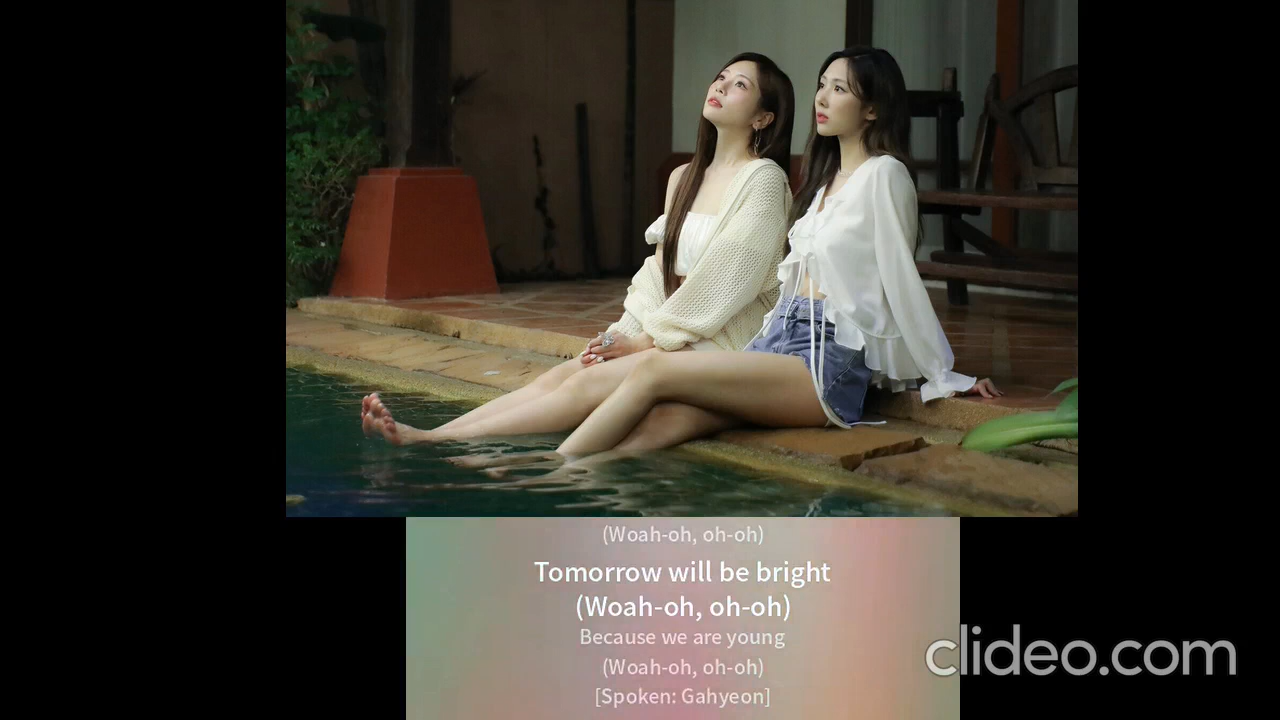 (Woah-oh, oh-oh)
Tomorrow will be bright
(Woah-oh, oh-oh)
Because we are young
(Woah-oh, oh-oh)
[Spoken: Gahyeon]
clideo.com